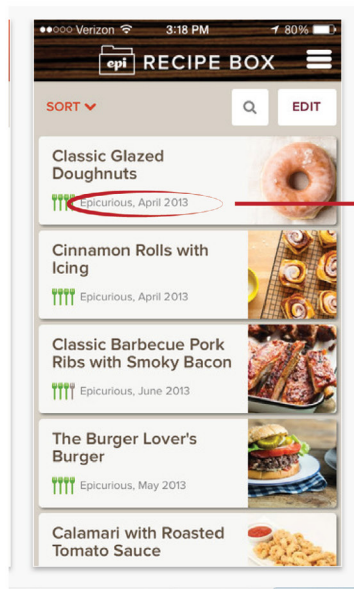 Verizon 3:18 PM 80%
epi RECIPE BOX
SORT EDIT
Classic Glazed
Doughnuts
Epicurious, April 2013
Cinnamon Rolls with
Icing
Epicurious, April 2013
Classic Barbecue Pork
Ribs with Smoky Bacon
Epicurious, June 2013
The Burger Lover's
Burger
Epicurious, May 2013
Calamari with Roasted
Tomato Sauce